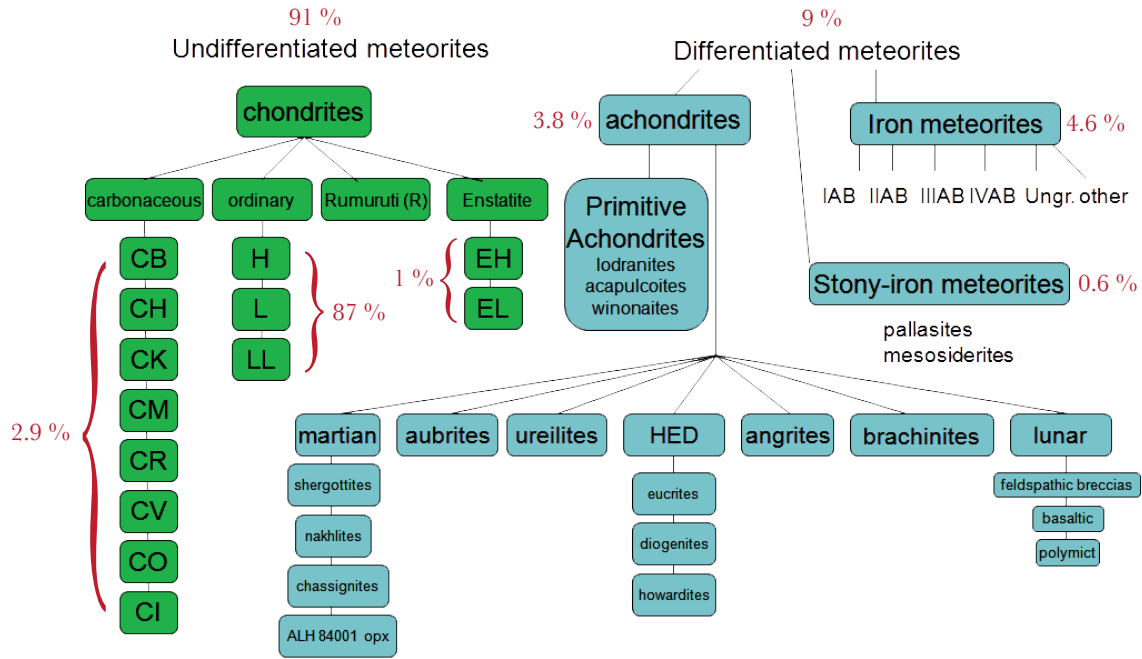 91 %
Undifferentiated meteorites
9 %
Differentiated meteorites
chondrites
3.8 %
achondrites
Iron meteorites
4.6 %
carbonaceous
ordinary
Rumuruti (R)
Enstatite
IAB
IIAB
IIIAB
IVAB
Ungr.
other
Primitive
Achondrites
lodranites
acapulcoites
winonaites
CB
CH
CK
CM
CR
CV
CO
CI
2.9 %
H
L
LL
87 %
EH
EL
1 %
Stony-iron meteorites
0.6 %
pallasites
mesosiderites
martian
aubrites
ureilites
HED
angrites
brachinites
lunar
shergottites
nakhlites
chassignites
ALH 84001 opx
eucrites
diogenites
howardites
feldspathic breccias
basaltic
polymict